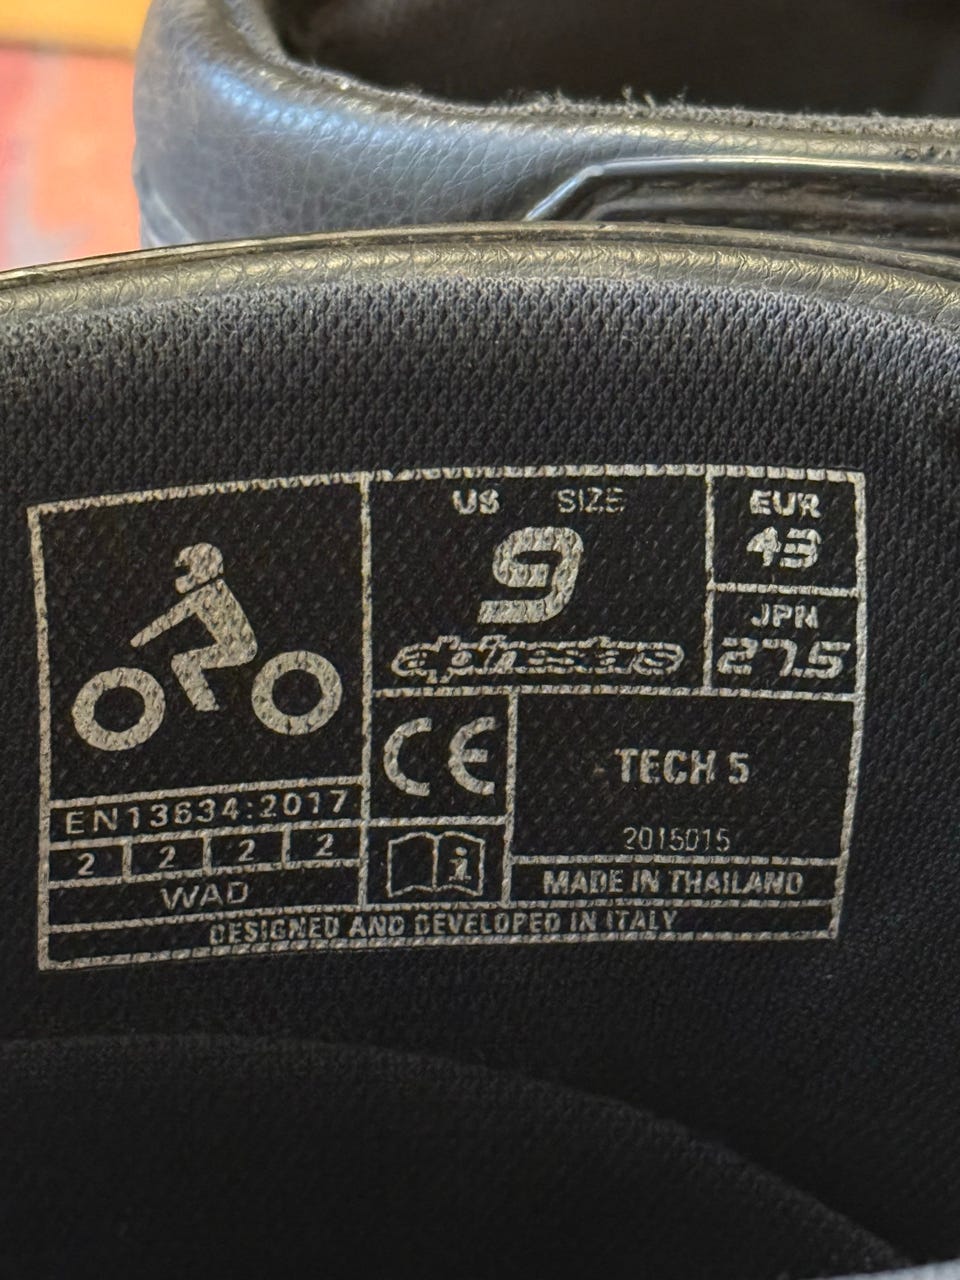 US SIZE
9
alpinestars
EUR
43
JPN
27.5
CE
TECH 5
2015015
EN13634:2017
2 2 2 2
WAD
i
MADE IN THAILAND
DESIGNED AND DEVELOPED IN ITALY